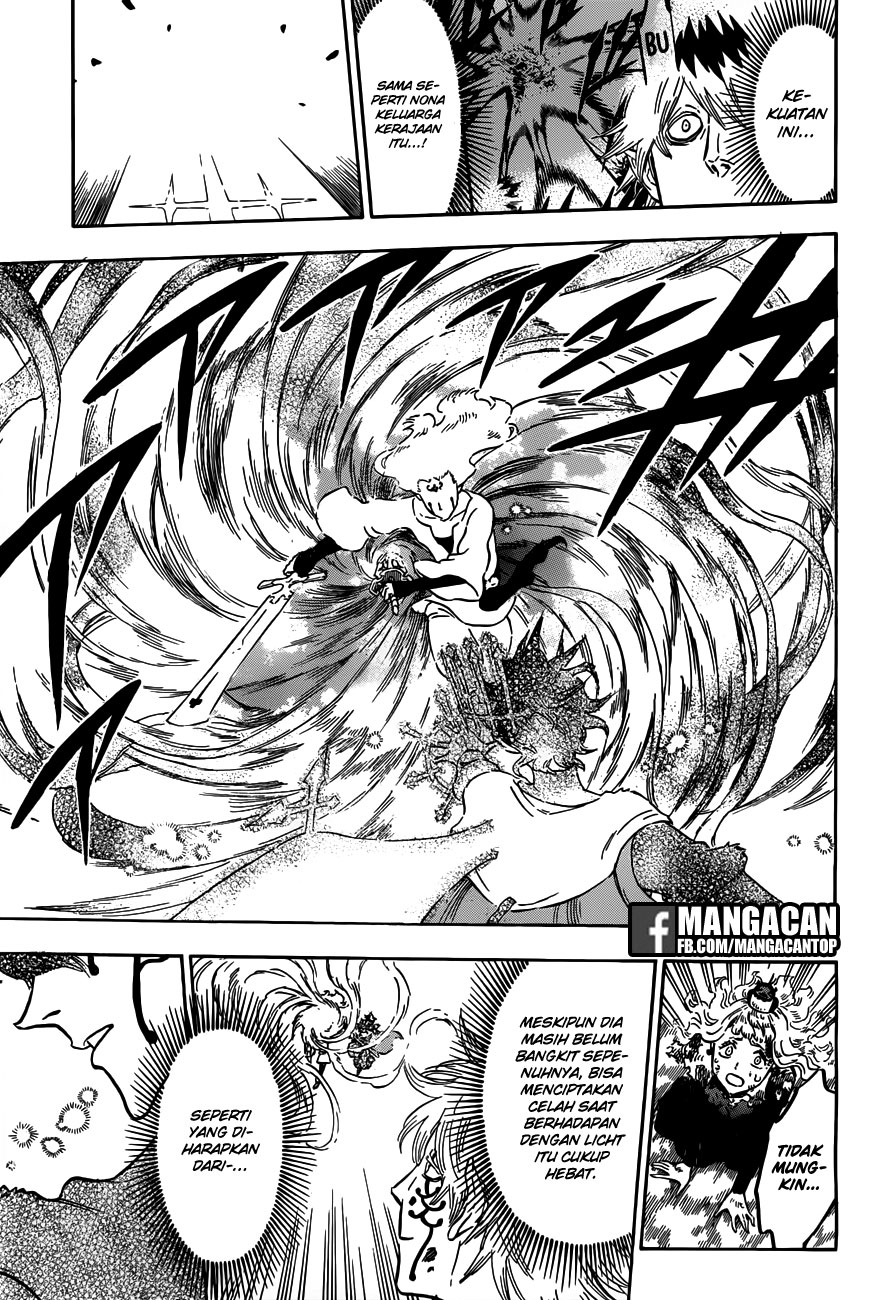 KE-
KUATAN
INI...
BU
SAMA SE-
PERTI NONA
KELUARGA
KERAJAAN
ITU...!
MANGACAN
FB.COM/MANGACANTOP
TIDAK
MUNG-
KIN...
MESKIPUN DIA
MASIH BELUM
BANGKIT SEPE-
NUHNYA, BISA
MENCIPTAKAN
CELAH SAAT
BERHADAPAN
DENGAN LICHT
ITU CUKUP
HEBAT.
SEPERTI
YANG DI-
HARAPKAN
DARI-...